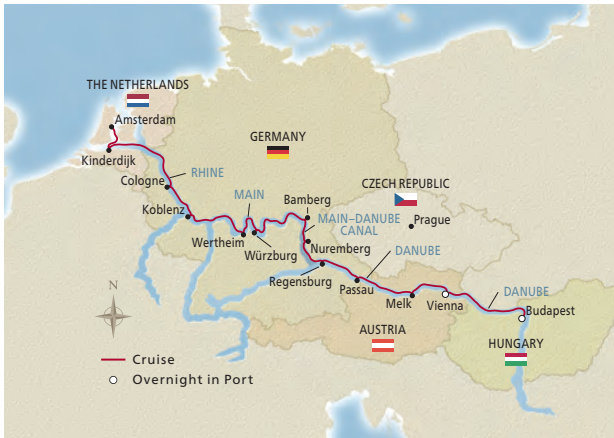 THE NETHERLANDS
Amsterdam
Kinderdijk
GERMANY
RHINE
Cologne
Koblenz
MAIN
Bamberg
CZECH REPUBLIC
MAIN–DANUBE
CANAL
Prague
Wertheim
Würzburg
Nuremberg
DANUBE
Regensburg
Passau
Melk
Vienna
DANUBE
Budapest
AUSTRIA
HUNGARY
N
Cruise
Overnight in Port